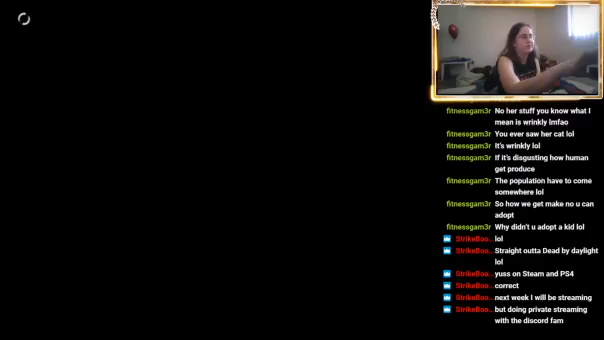 fitnessgam3r No her stuff you know what I
mean is wrinkly lmfao
fitnessgam3r You ever saw her cat lol
fitnessgam3r It's wrinkly lol
fitnessgam3r If it's disgusting how human
get produce
fitnessgam3r The population have to come
somewhere lol
fitnessgam3r So how we get make no u can
adopt
fitnessgam3r Why didn't u adopt a kid lol
StrikeBoo... lol
StrikeBoo... Straight outta Dead by daylight
lol
StrikeBoo... yuss on Steam and PS4
StrikeBoo... correct
StrikeBoo... next week I will be streaming
StrikeBoo... but doing private streaming
with the discord fam